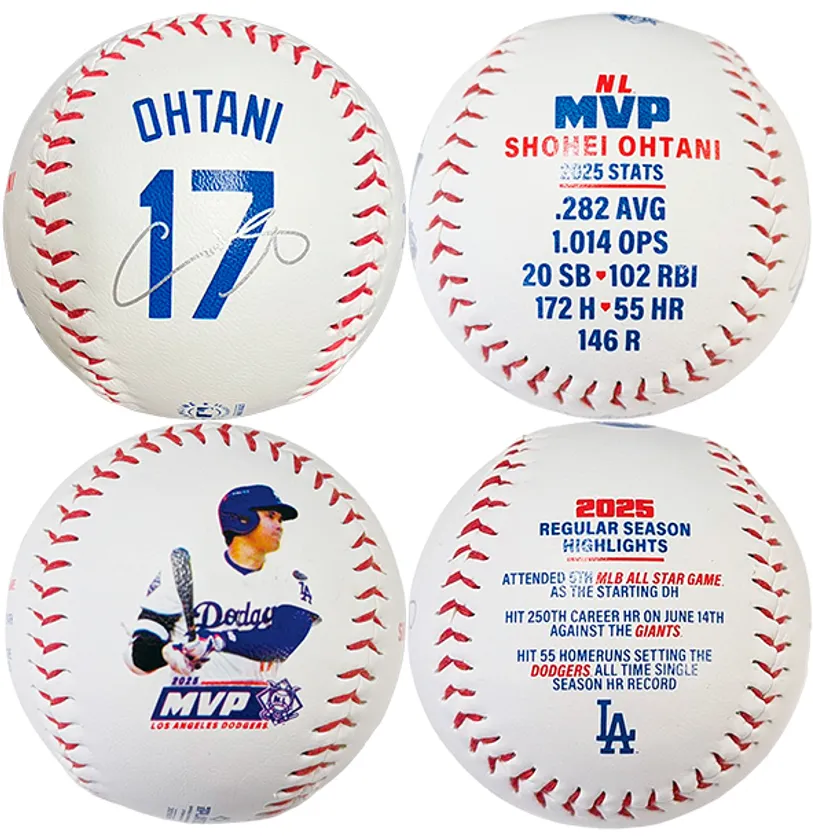 OHTANI
17
NL
MVP
SHOHEI OHTANI
2025 STATS
.282 AVG
1.014 OPS
20 SB 102 RBI
172 H 55 HR
146 R
Dodg
LA
2025
MVP NL
LOS ANGELES DODGERS
2025
REGULAR SEASON
HIGHLIGHTS
ATTENDED 5TH MLB ALL STAR GAME
AS THE STARTING DH
HIT 250TH CAREER HR ON JUNE 14TH
AGAINST THE GIANTS
HIT 55 HOMERUNS SETTING THE
DODGERS ALL TIME SINGLE
SEASON HR RECORD
LA